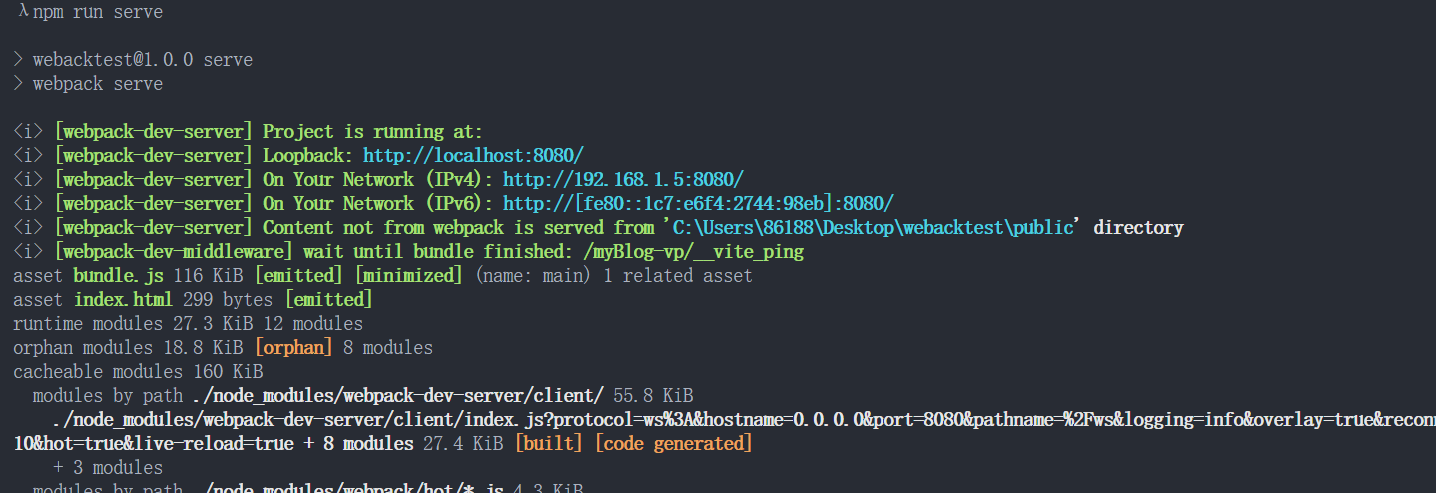 λ npm run serve
> webacktest@1.0.0 serve
> webpack serve
<i> [webpack-dev-server] Project is running at:
<i> [webpack-dev-server] Loopback: http://localhost:8080/
<i> [webpack-dev-server] On Your Network (IPv4): http://192.168.1.5:8080/
<i> [webpack-dev-server] On Your Network (IPv6): http://[fe80::1c7:e6f4:2744:98eb]:8080/
<i> [webpack-dev-server] Content not from webpack is served from 'C:\Users\86188\Desktop\webacktest\public' directory
<i> [webpack-dev-middleware] wait until bundle finished: /myBlog-vp/__vite_ping
asset bundle.js 116 KiB [emitted] [minimized] (name: main) 1 related asset
asset index.html 299 bytes [emitted]
runtime modules 27.3 KiB 12 modules
orphan modules 18.8 KiB [orphan] 8 modules
cacheable modules 160 KiB
modules by path ./node_modules/webpack-dev-server/client/ 55.8 KiB
./node_modules/webpack-dev-server/client/index.js?protocol=ws%3A&hostname=0.0.0.0&port=8080&pathname=%2Fws&logging=info&overlay=true&recon
10&hot=true&live-reload=true + 8 modules 27.4 KiB [built] [code generated]
+ 3 modules
modules by path ./node_modules/webpack/hot/*.js 4.3 KiB